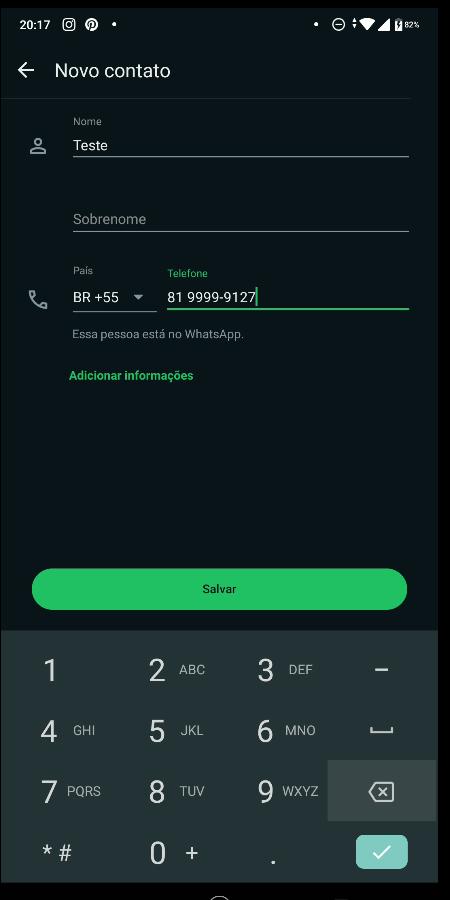 20:17 82%
Novo contato
Nome
Teste
Sobrenome
País Telefone
BR +55 81 9999-9127
Essa pessoa está no WhatsApp.
Adicionar informações
Salvar
1 2 ABC 3 DEF –
4 GHI 5 JKL 6 MNO
7 PQRS 8 TUV 9 WXYZ
* # 0 + .